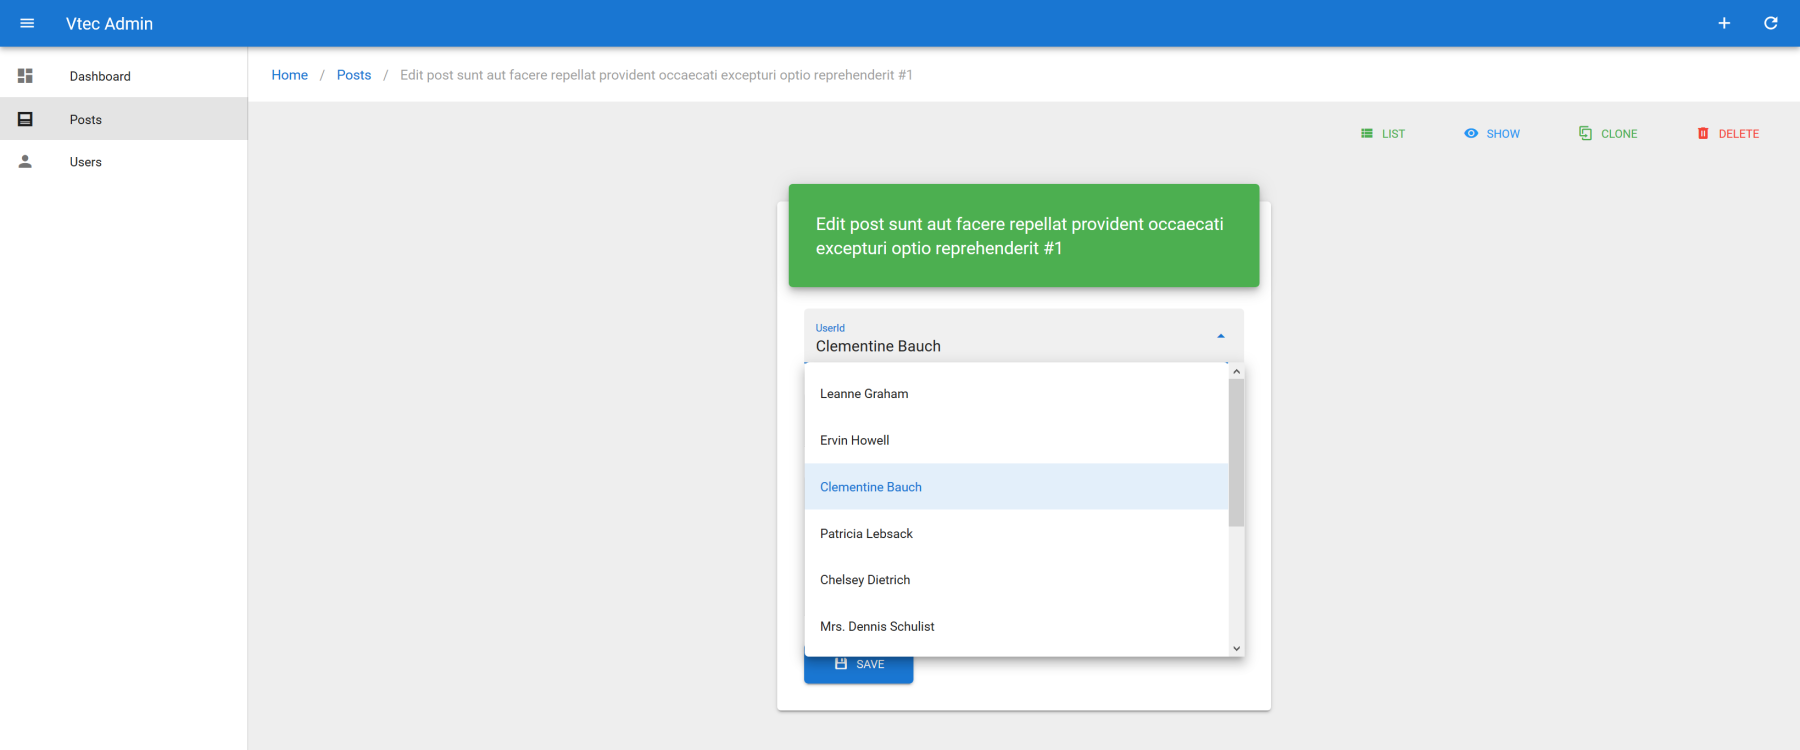 Vtec Admin
Dashboard
Posts
Users
Home / Posts / Edit post sunt aut facere repellat provident occaecati excepturi optio reprehenderit #1
LIST SHOW CLONE DELETE
Edit post sunt aut facere repellat provident occaecati
excepturi optio reprehenderit #1
UserId
Clementine Bauch
Leanne Graham
Ervin Howell
Clementine Bauch
Patricia Lebsack
Chelsey Dietrich
Mrs. Dennis Schulist
SAVE